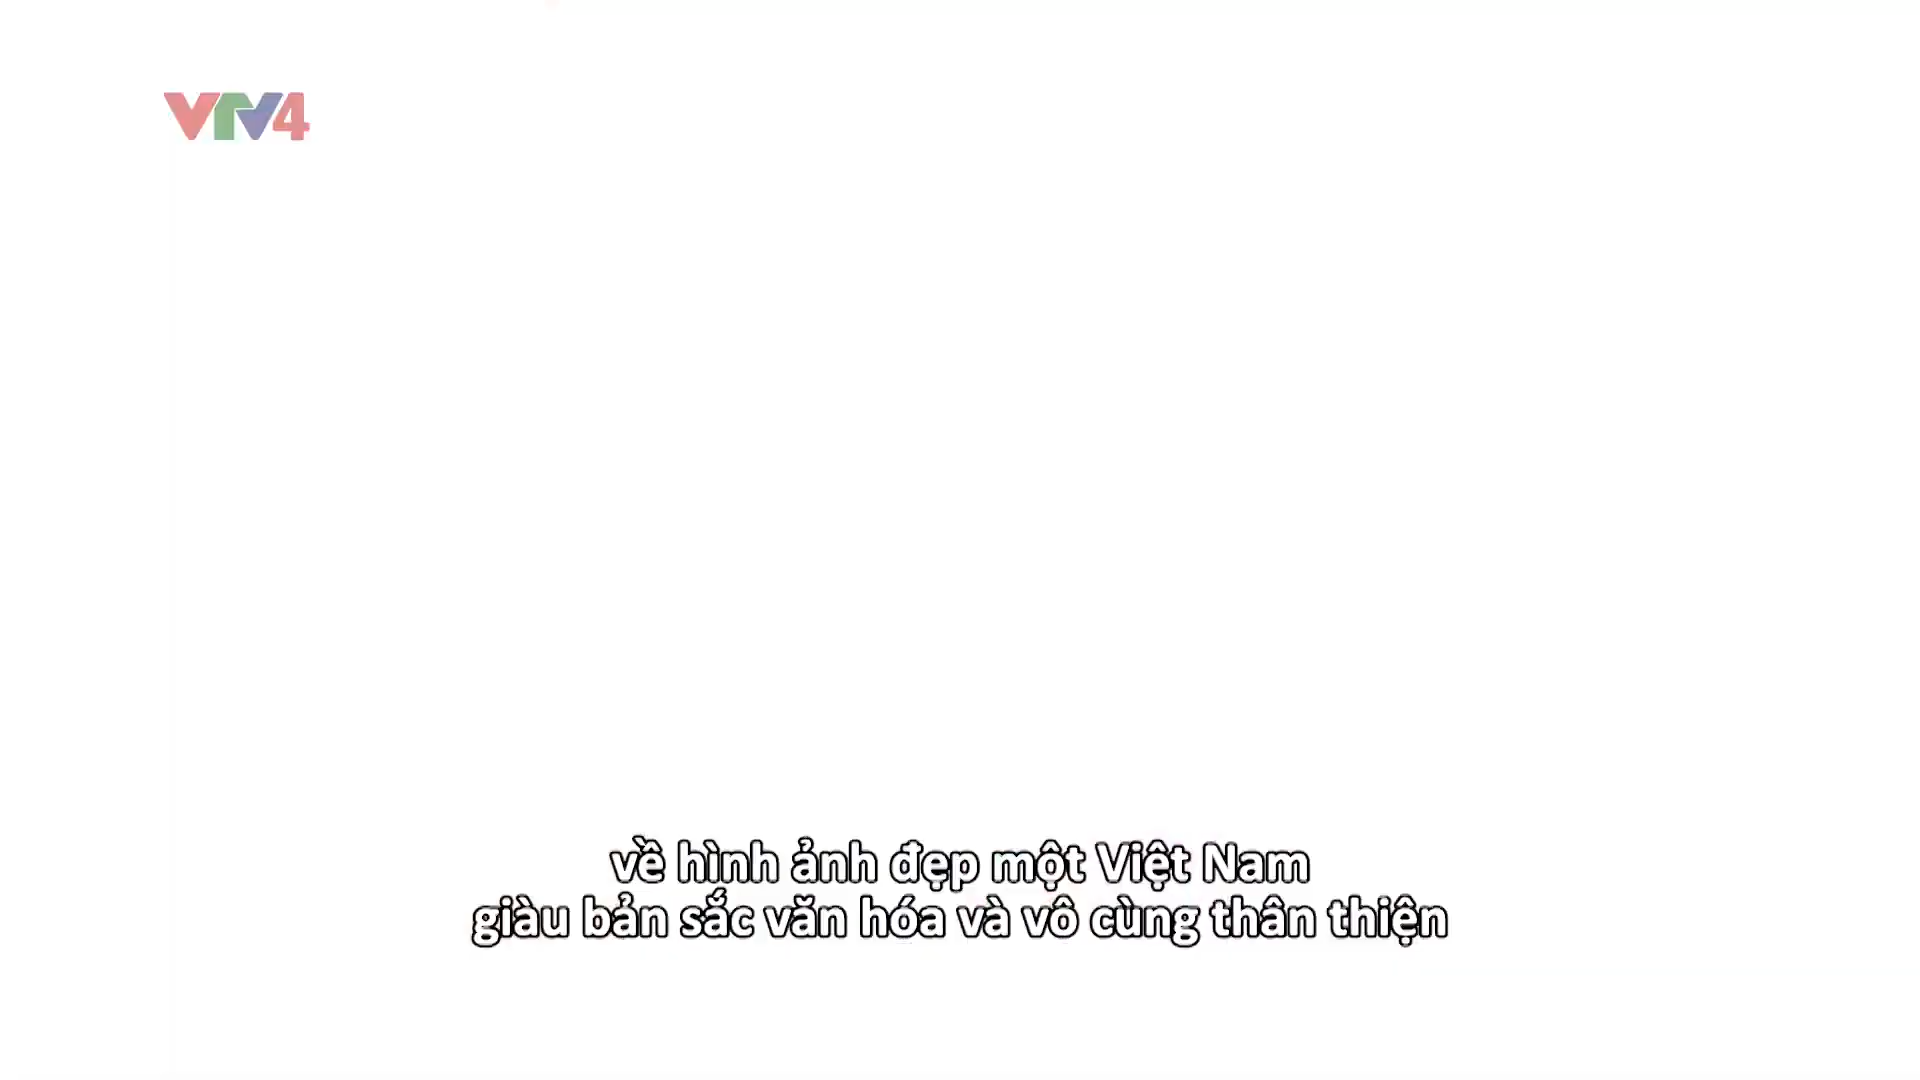 VTV4
về hình ảnh đẹp một Việt Nam
giàu bản sắc văn hóa và vô cùng thân thiện